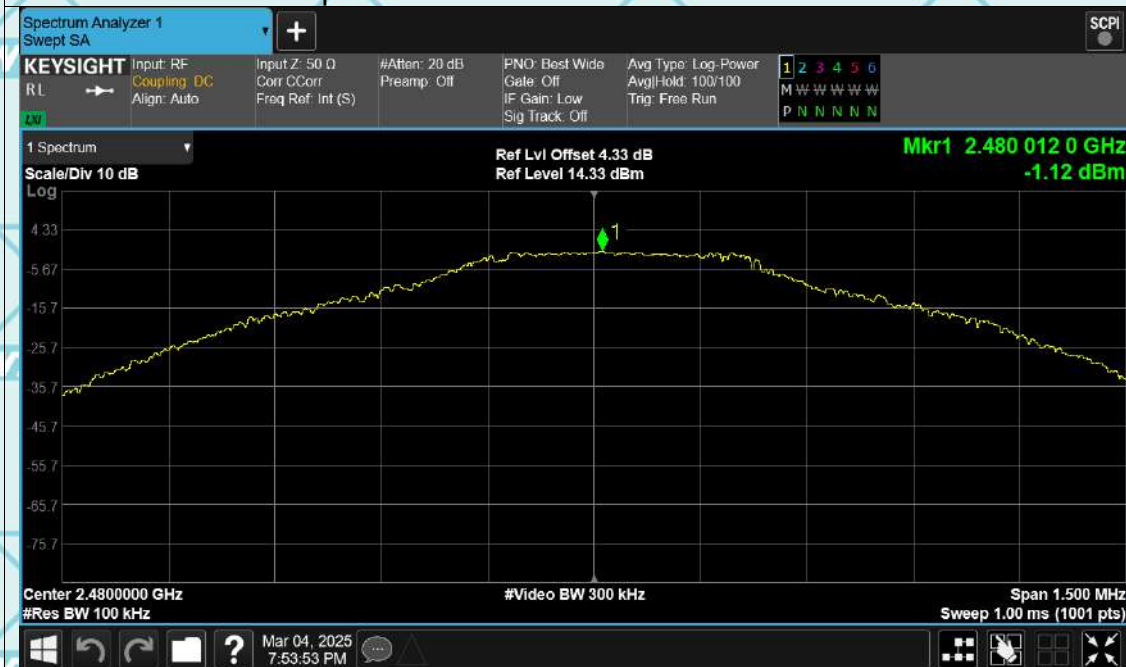 Spectrum Analyzer 1
Swept SA
+
SCPI
KEYSIGHT
RL
LXI
Input: RF
Coupling: DC
Align: Auto
Input Z: 50 Ω
Corr CCorr
Freq Ref: Int (S)
#Atten: 20 dB
Preamp: Off
PNO: Best Wide
Gate: Off
IF Gain: Low
Sig Track: Off
Avg Type: Log-Power
Avg|Hold: 100/100
Trig: Free Run
1 2 3 4 5 6
M W W W W W
P N N N N N
1 Spectrum
Scale/Div 10 dB
Log
Ref Lvl Offset 4.33 dB
Ref Level 14.33 dBm
Mkr1 2.480 012 0 GHz
-1.12 dBm
1
4.33
-5.67
-15.7
-25.7
-35.7
-45.7
-55.7
-65.7
-75.7
Center 2.4800000 GHz
#Res BW 100 kHz
#Video BW 300 kHz
Span 1.500 MHz
Sweep 1.00 ms (1001 pts)
?
Mar 04, 2025
7:53:53 PM